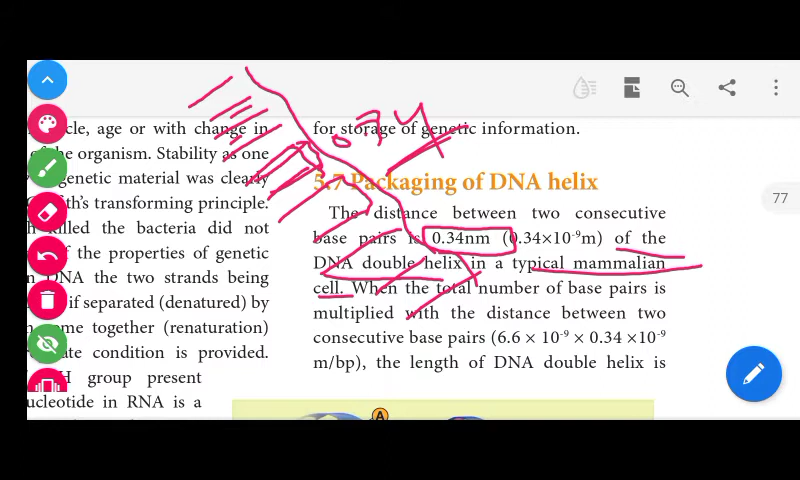 icle, age or with change in
the organism. Stability as one
genetic material was clearly
th's transforming principle.
killed the bacteria did not
f the properties of genetic
DNA the two strands being
if separated (denatured) by
come together (renaturation)
ate condition is provided.
H group present
ucleotide in RNA is a
for storage of genetic information.
0.34
5.7 Packaging of DNA helix
The distance between two consecutive
base pairs is 0.34nm (0.34×10⁻⁹m) of the
DNA double helix in a typical mammalian
cell. When the total number of base pairs is
multiplied with the distance between two
consecutive base pairs (6.6 × 10⁻⁹ × 0.34 ×10⁻⁹
m/bp), the length of DNA double helix is
A
77